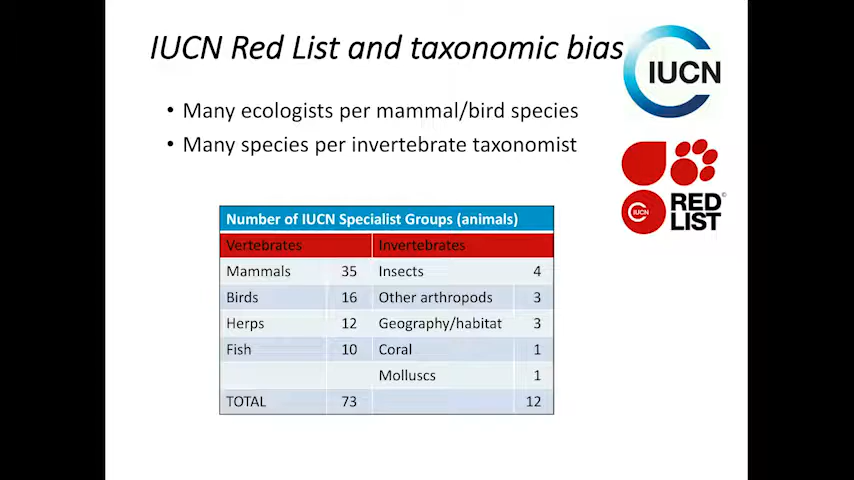 IUCN Red List and taxonomic bias
IUCN
• Many ecologists per mammal/bird species
• Many species per invertebrate taxonomist
RED
LIST
IUCN
Number of IUCN Specialist Groups (animals)
Vertebrates Invertebrates
Mammals 35 Insects 4
Birds 16 Other arthropods 3
Herps 12 Geography/habitat 3
Fish 10 Coral 1
Molluscs 1
TOTAL 73 12